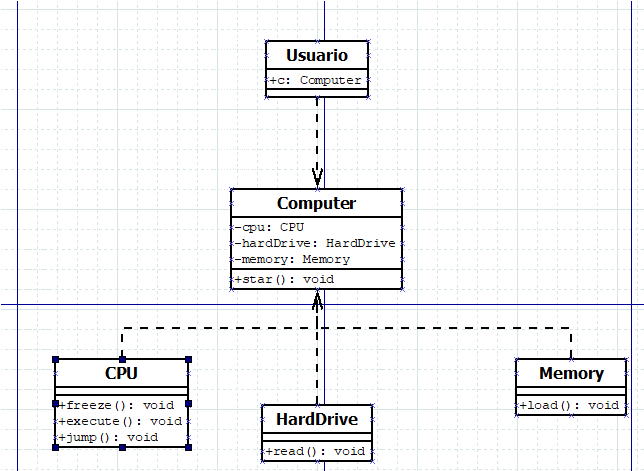 Usuario
+c: Computer
Computer
-cpu: CPU
-hardDrive: HardDrive
-memory: Memory
+star(): void
CPU
+freeze(): void
+execute(): void
+jump(): void
HardDrive
+read(): void
Memory
+load(): void